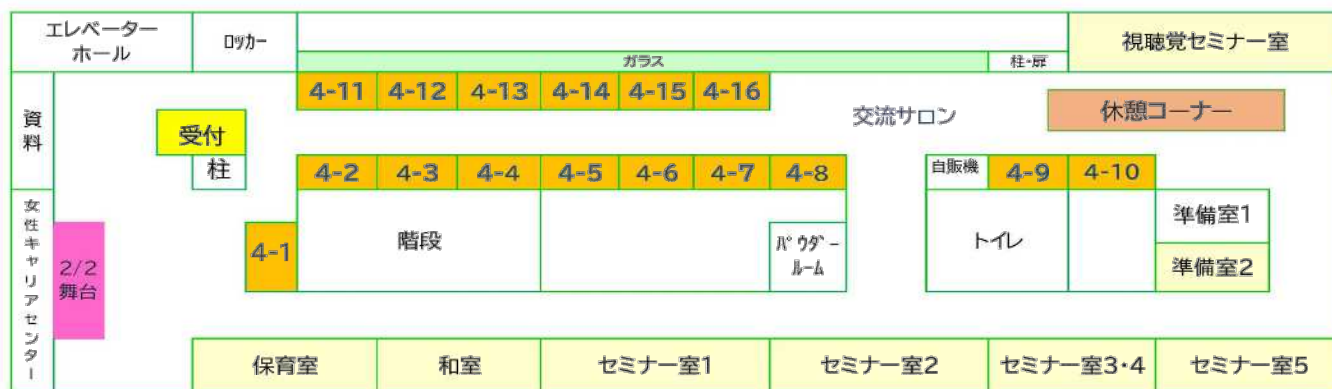 エレベーター
ホール
ロッカー
視聴覚セミナー室
ガラス
柱・扉
4-11
4-12
4-13
4-14
4-15
4-16
交流サロン
休憩コーナー
資料
受付
柱
4-2
4-3
4-4
4-5
4-6
4-7
4-8
自販機
4-9
4-10
女性キャリアセンター
2/2
舞台
4-1
階段
パウダー
ルーム
トイレ
準備室1
準備室2
保育室
和室
セミナー室1
セミナー室2
セミナー室3・4
セミナー室5